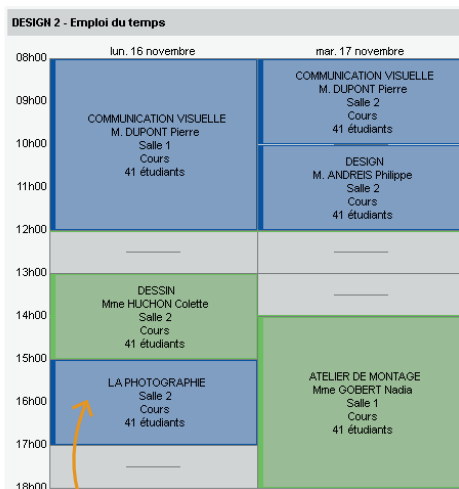 DESIGN 2 - Emploi du temps
lun. 16 novembre
mar. 17 novembre
08h00
09h00
10h00
11h00
12h00
13h00
14h00
15h00
16h00
17h00
18h00
COMMUNICATION VISUELLE
M. DUPONT Pierre
Salle 1
Cours
41 étudiants
DESSIN
Mme HUCHON Colette
Salle 2
Cours
41 étudiants
LA PHOTOGRAPHIE
Salle 2
Cours
41 étudiants
COMMUNICATION VISUELLE
M. DUPONT Pierre
Salle 2
Cours
41 étudiants
DESIGN
M. ANDREIS Philippe
Salle 2
Cours
41 étudiants
ATELIER DE MONTAGE
Mme GOBERT Nadia
Salle 1
Cours
41 étudiants